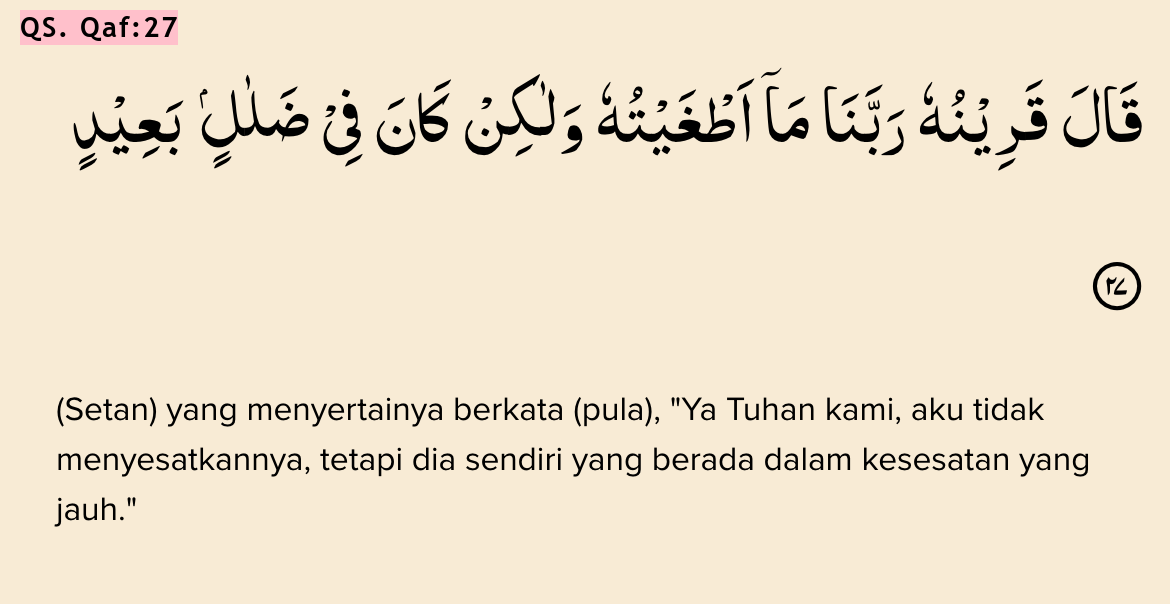 QS. Qaf:27
قَالَ قَرِيْنُهٗ رَبَّنَا مَآ اَطْغَيْتُهٗ وَلٰكِنْ كَانَ فِيْ ضَلٰلٍۢ بَعِيْدٍ
٢٧
(Setan) yang menyertainya berkata (pula), "Ya Tuhan kami, aku tidak
menyesatkannya, tetapi dia sendiri yang berada dalam kesesatan yang
jauh."